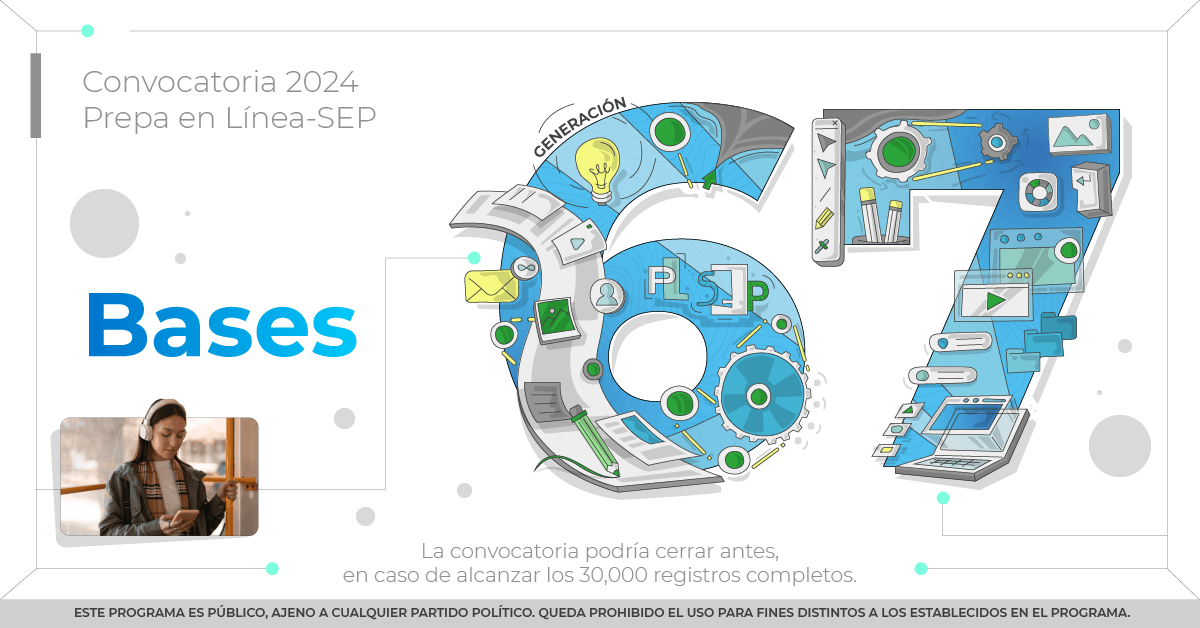 Convocatoria 2024
Prepa en Línea-SEP
GENERACIÓN
67
PL SEP
Bases
La convocatoria podría cerrar antes,
en caso de alcanzar los 30,000 registros completos.
ESTE PROGRAMA ES PÚBLICO, AJENO A CUALQUIER PARTIDO POLÍTICO. QUEDA PROHIBIDO EL USO PARA FINES DISTINTOS A LOS ESTABLECIDOS EN EL PROGRAMA.